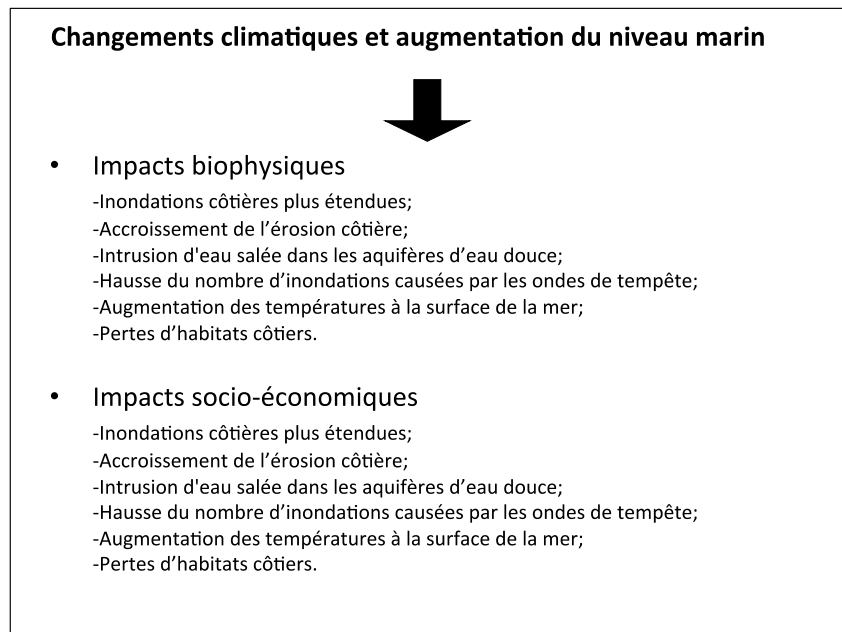 Changements climatiques et augmentation du niveau marin
• Impacts biophysiques
-Inondations côtières plus étendues;
-Accroissement de l’érosion côtière;
-Intrusion d'eau salée dans les aquifères d’eau douce;
-Hausse du nombre d’inondations causées par les ondes de tempête;
-Augmentation des températures à la surface de la mer;
-Pertes d’habitats côtiers.
• Impacts socio-économiques
-Inondations côtières plus étendues;
-Accroissement de l’érosion côtière;
-Intrusion d'eau salée dans les aquifères d’eau douce;
-Hausse du nombre d’inondations causées par les ondes de tempête;
-Augmentation des températures à la surface de la mer;
-Pertes d’habitats côtiers.